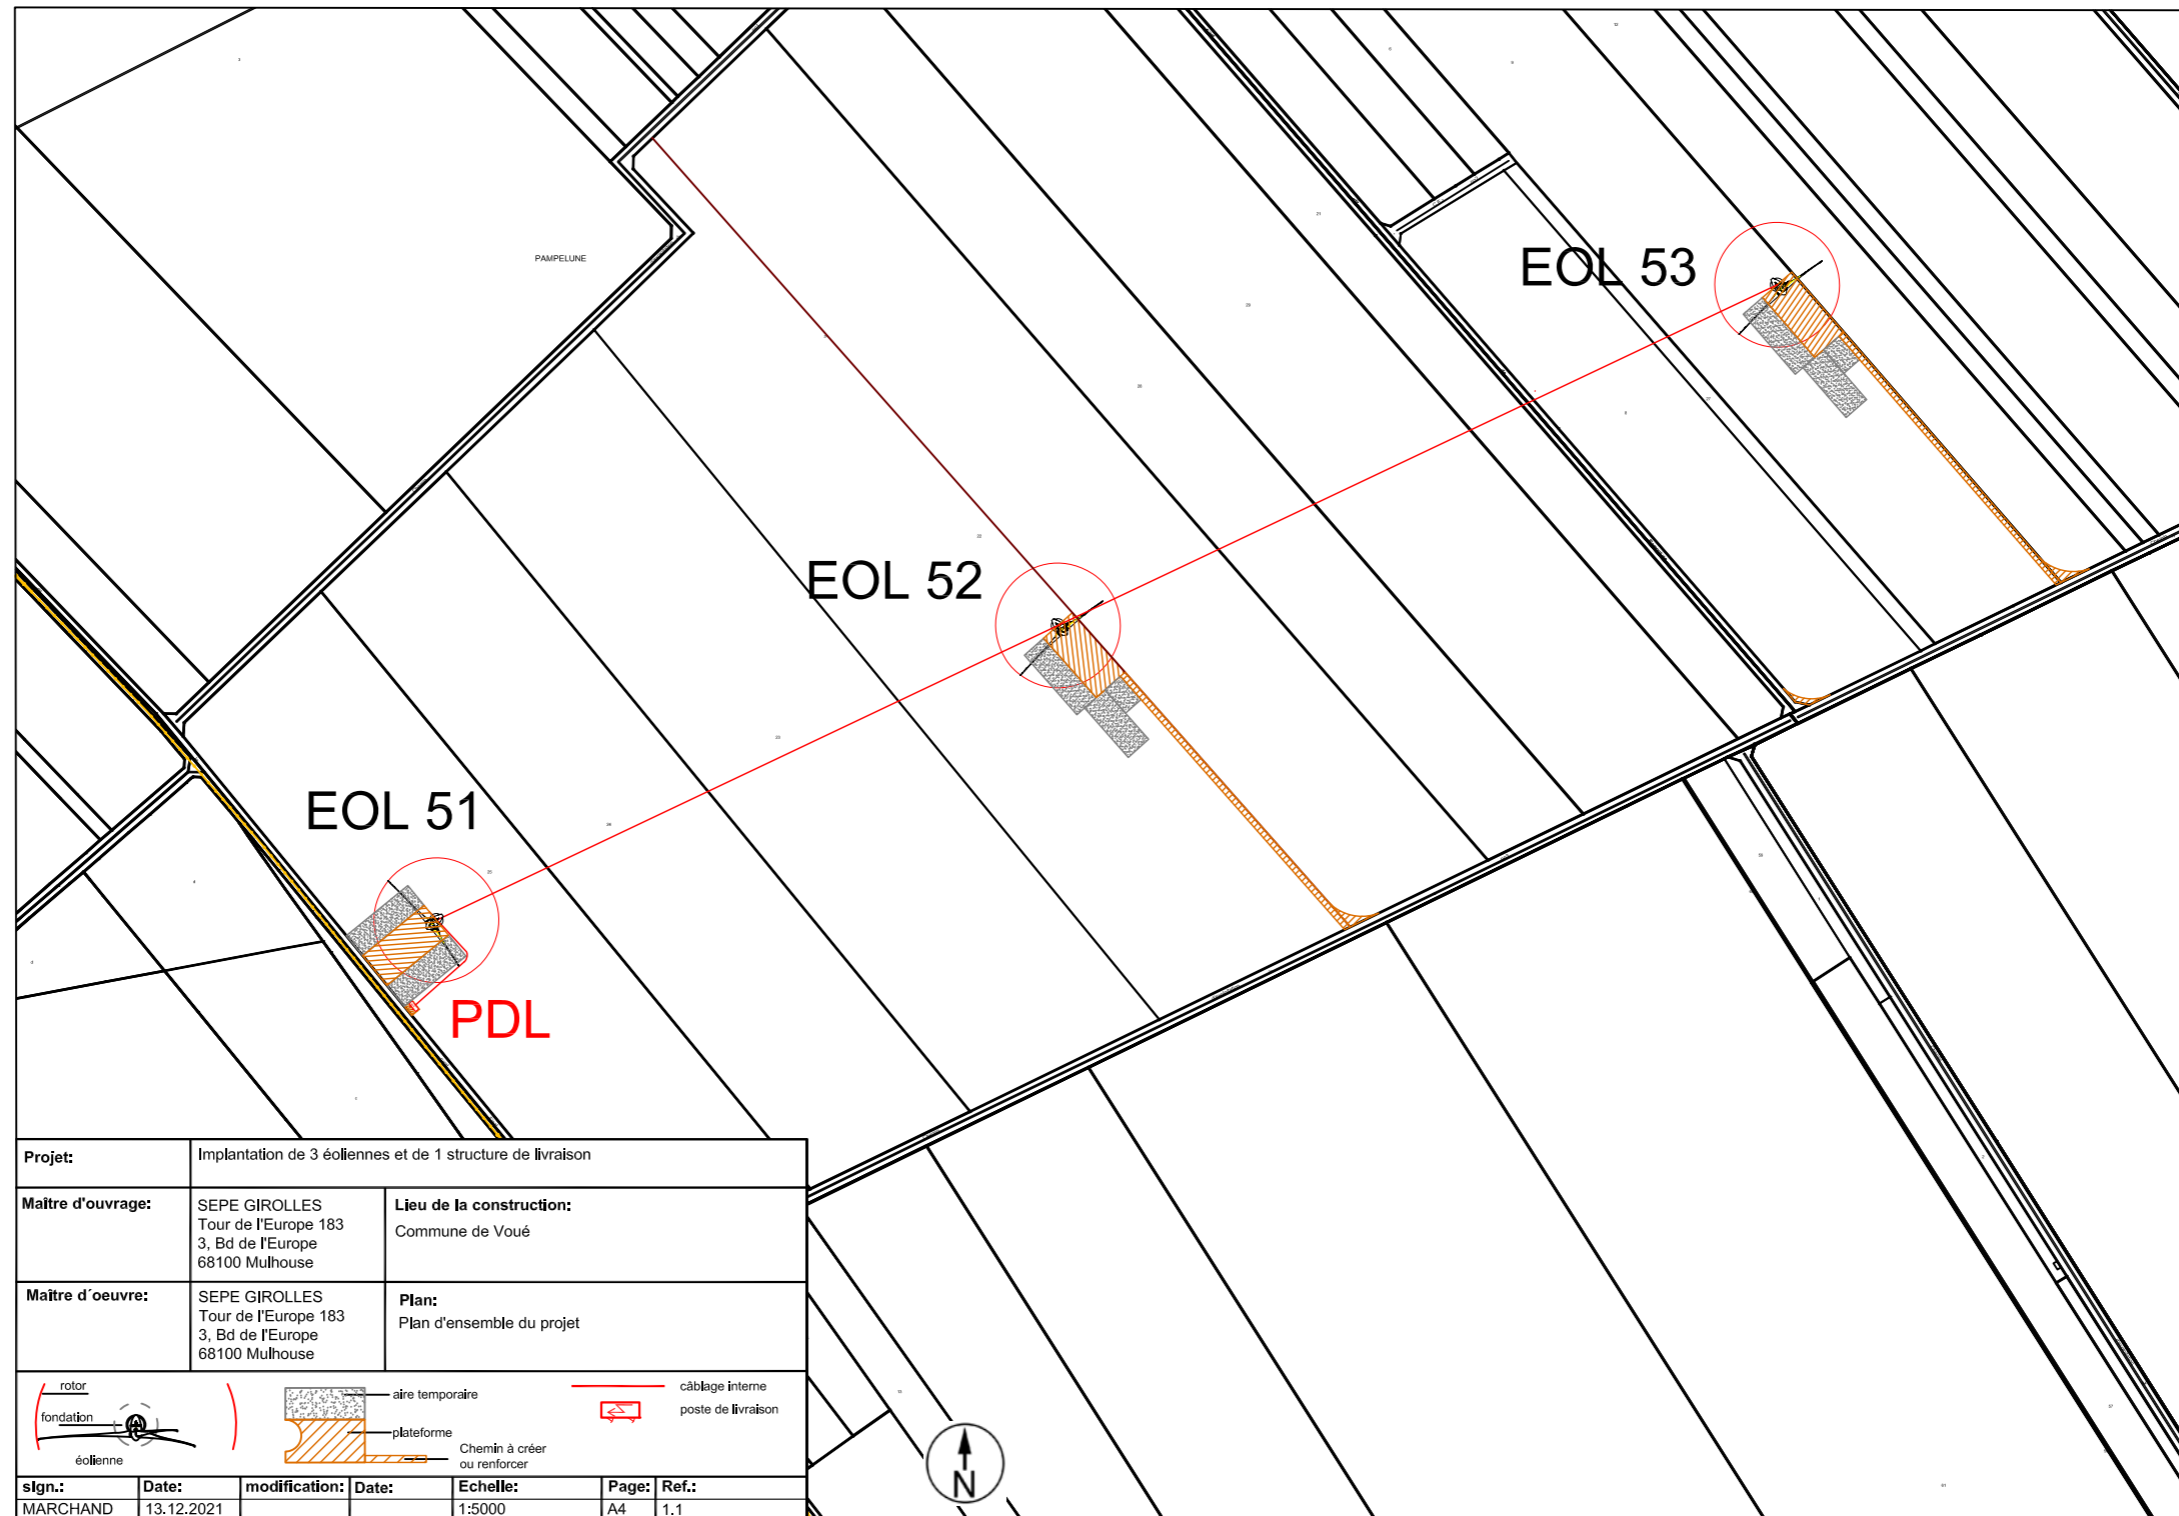 PAMPELUNE
EOL 53
EOL 52
EOL 51
PDL
Projet:
Implantation de 3 éoliennes et de 1 structure de livraison
Maître d'ouvrage:
SEPE GIROLLES
Tour de l'Europe 183
3, Bd de l'Europe
68100 Mulhouse
Lieu de la construction:
Commune de Voué
Maître d´oeuvre:
SEPE GIROLLES
Tour de l'Europe 183
3, Bd de l'Europe
68100 Mulhouse
Plan:
Plan d'ensemble du projet
rotor
fondation
éolienne
aire temporaire
plateforme
Chemin à créer
ou renforcer
câblage interne
poste de livraison
N
sign.: Date: modification: Date: Echelle: Page: Ref.:
MARCHAND 13.12.2021 1:5000 A4 1.1